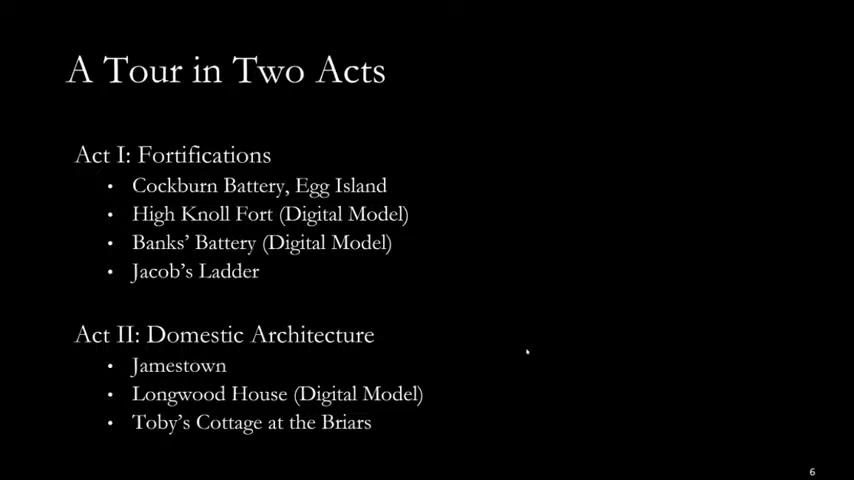 A Tour in Two Acts
Act I: Fortifications
• Cockburn Battery, Egg Island
• High Knoll Fort (Digital Model)
• Banks’ Battery (Digital Model)
• Jacob’s Ladder
Act II: Domestic Architecture
• Jamestown
• Longwood House (Digital Model)
• Toby’s Cottage at the Briars
6